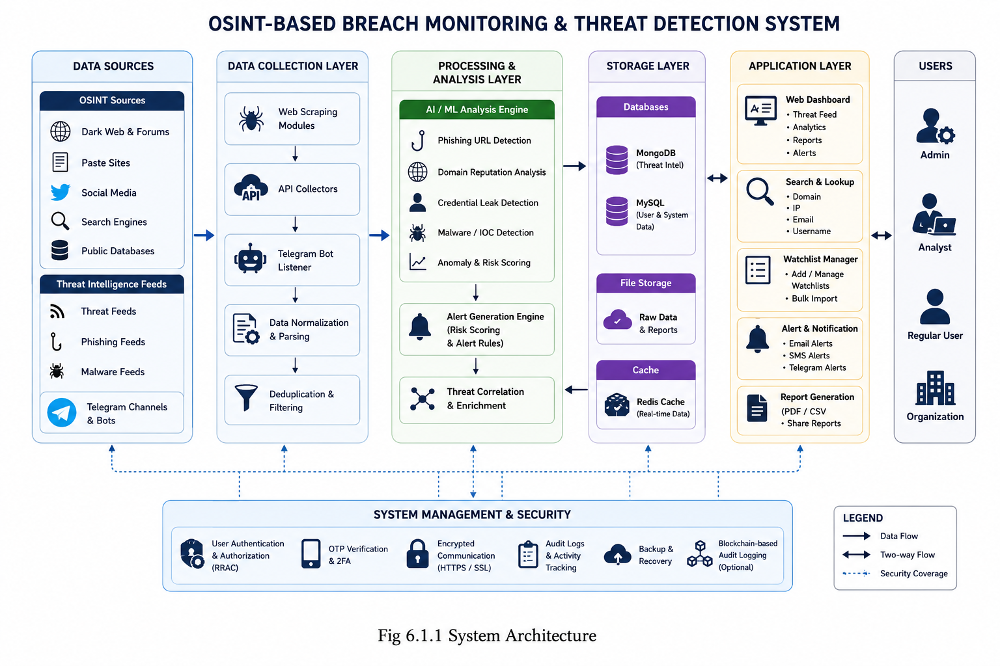 OSINT-BASED BREACH MONITORING & THREAT DETECTION SYSTEM
DATA SOURCES
OSINT Sources
Dark Web & Forums
Paste Sites
Social Media
Search Engines
Public Databases
Threat Intelligence Feeds
Threat Feeds
Phishing Feeds
Malware Feeds
Telegram Channels
& Bots
DATA COLLECTION LAYER
Web Scraping
Modules
API
API Collectors
Telegram Bot
Listener
Data Normalization
& Parsing
Deduplication &
Filtering
PROCESSING &
ANALYSIS LAYER
AI / ML Analysis Engine
Phishing URL Detection
Domain Reputation Analysis
Credential Leak Detection
Malware / IOC Detection
Anomaly & Risk Scoring
Alert Generation Engine
(Risk Scoring
& Alert Rules)
Threat Correlation
& Enrichment
STORAGE LAYER
Databases
MongoDB
(Threat Intel)
MySQL
(User & System
Data)
File Storage
Raw Data
& Reports
Cache
Redis Cache
(Real-time Data)
APPLICATION LAYER
Web Dashboard
• Threat Feed
• Analytics
• Reports
• Alerts
Search & Lookup
• Domain
• IP
• Email
• Username
Watchlist Manager
• Add / Manage
Watchlists
• Bulk Import
Alert & Notification
• Email Alerts
• SMS Alerts
• Telegram Alerts
Report Generation
(PDF / CSV
• Share Reports
USERS
Admin
Analyst
Regular User
Organization
SYSTEM MANAGEMENT & SECURITY
User Authentication
& Authorization
(RRAC)
OTP Verification
& 2FA
Encrypted
Communication
(HTTPS / SSL)
Audit Logs
& Activity
Tracking
Backup &
Recovery
Blockchain-based
Audit Logging
(Optional)
LEGEND
Data Flow
Two-way Flow
Security Coverage
Fig 6.1.1 System Architecture